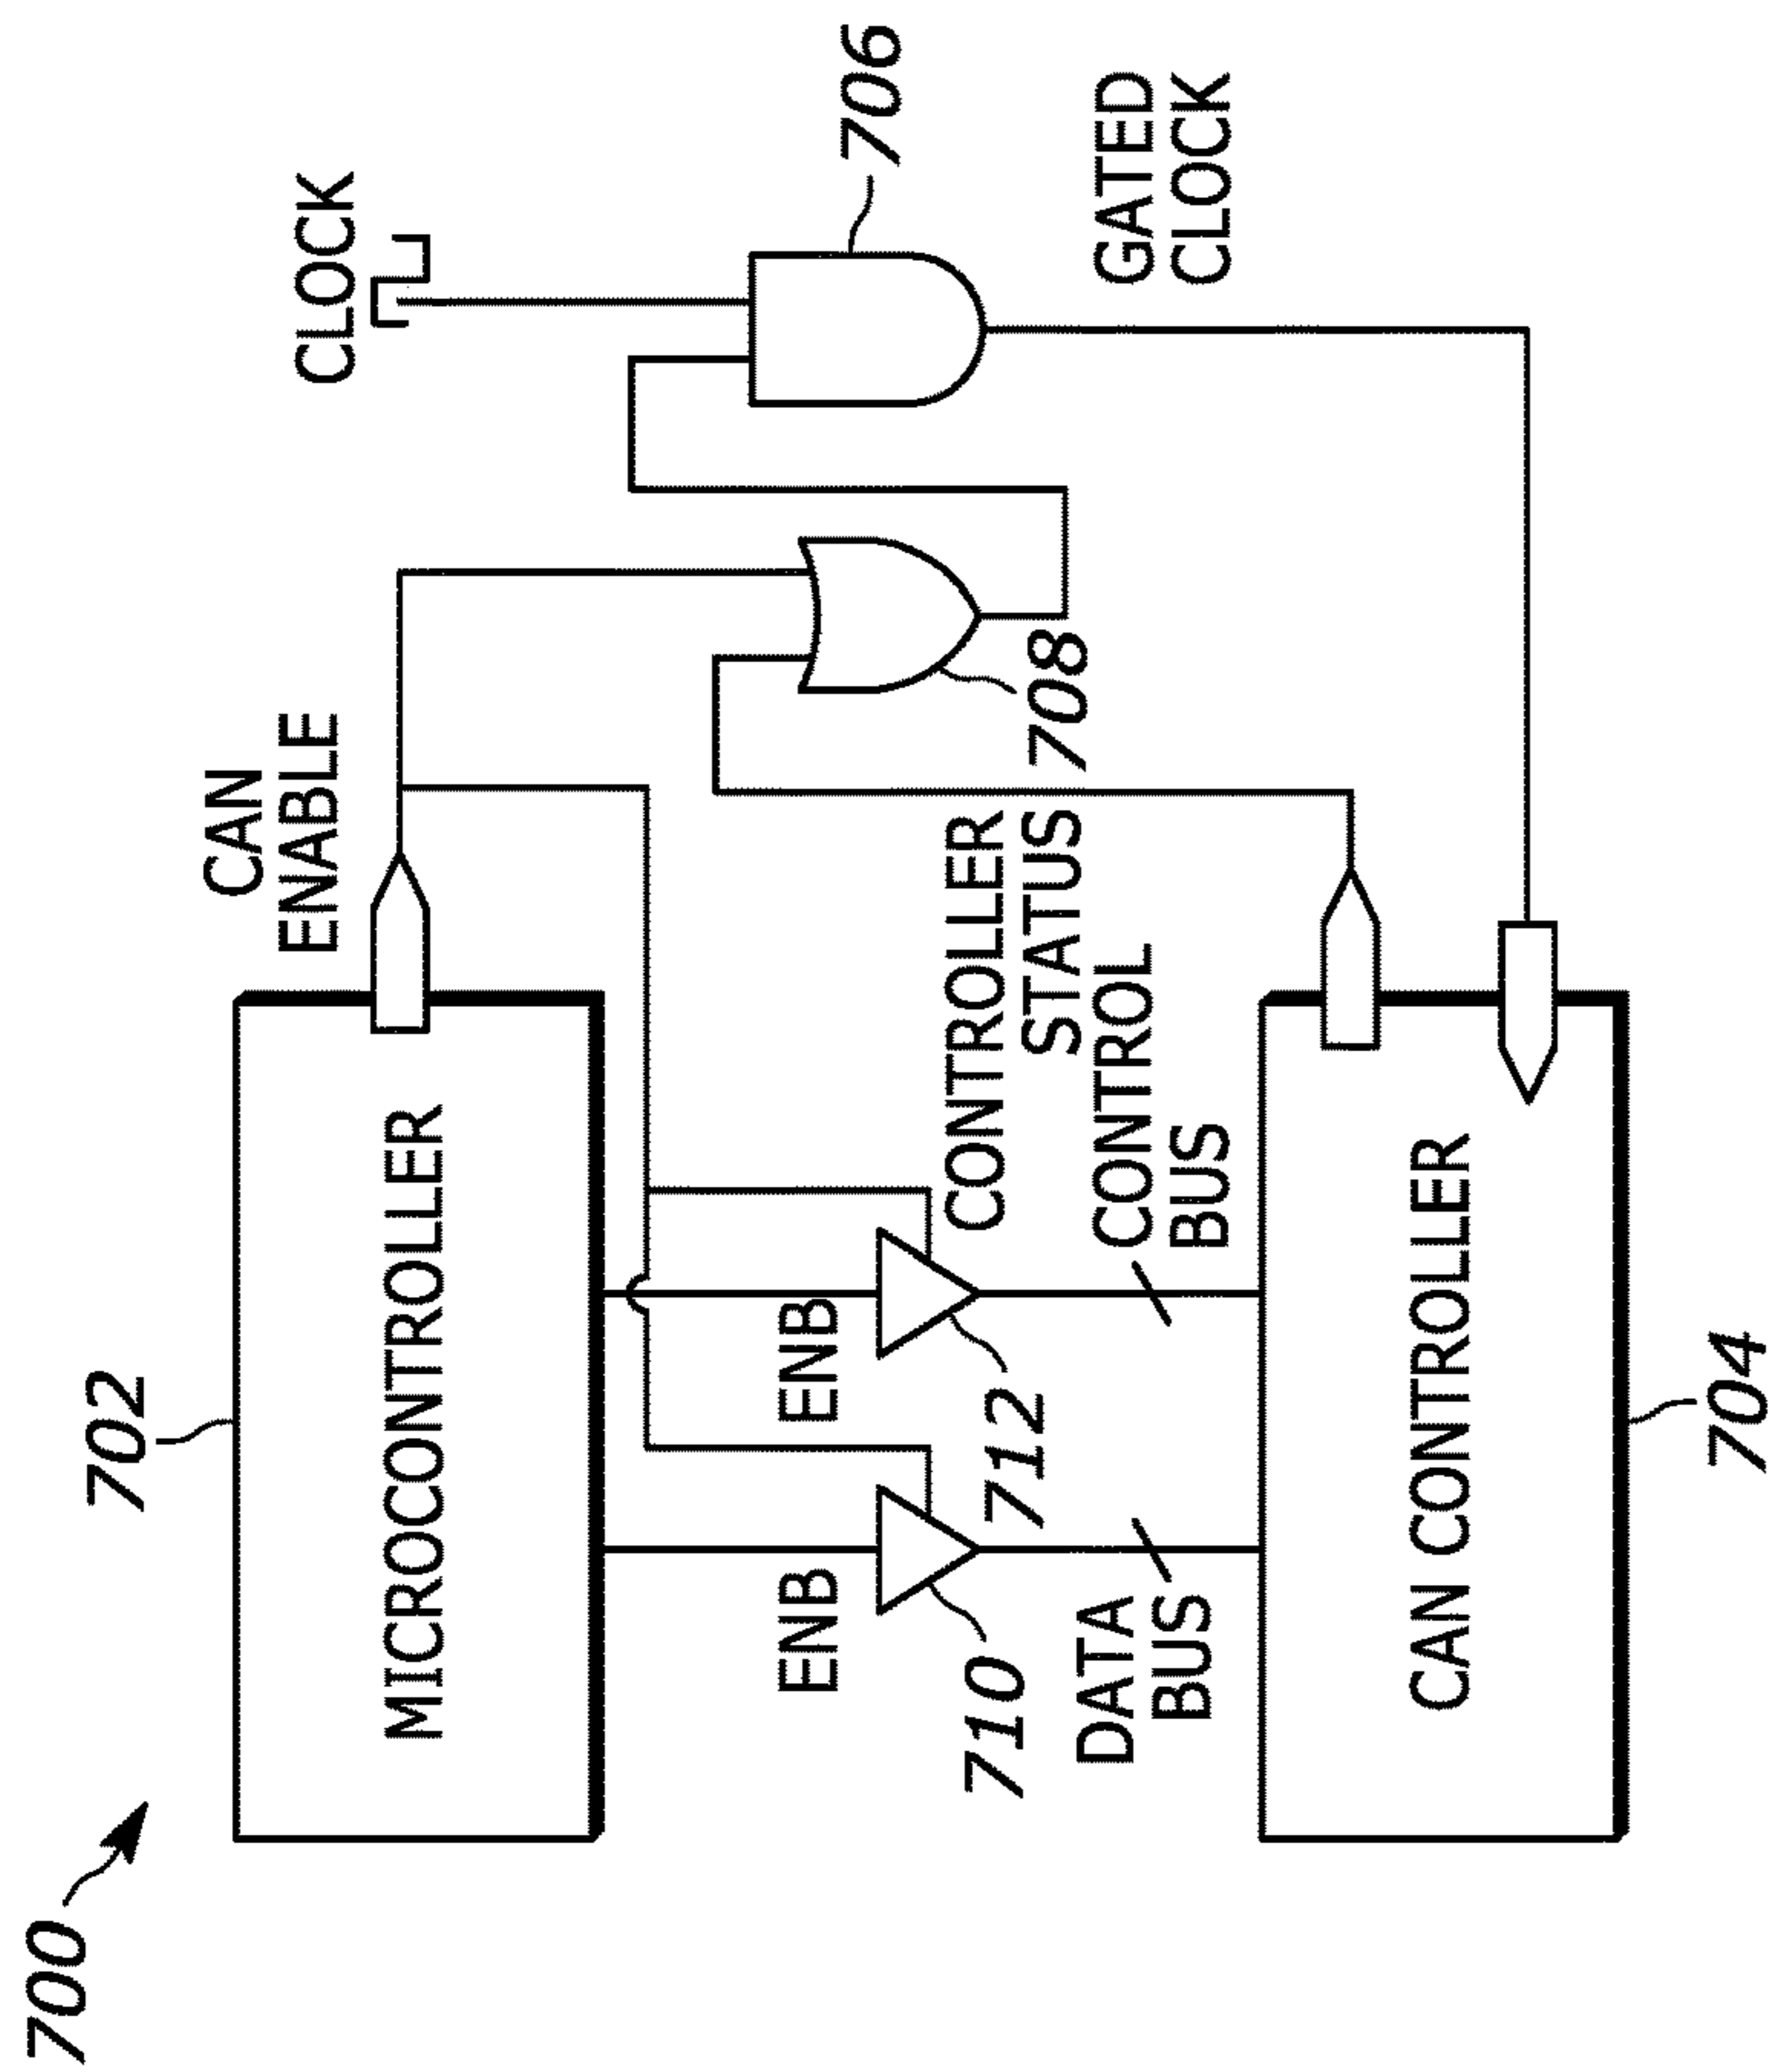 700
702
MICROCONTROLLER
CAN
ENABLE
CLOCK
706
ENB
ENB
710
712
708
DATA
BUS
CONTROLLER
STATUS
CONTROL
BUS
GATED
CLOCK
CAN CONTROLLER
704